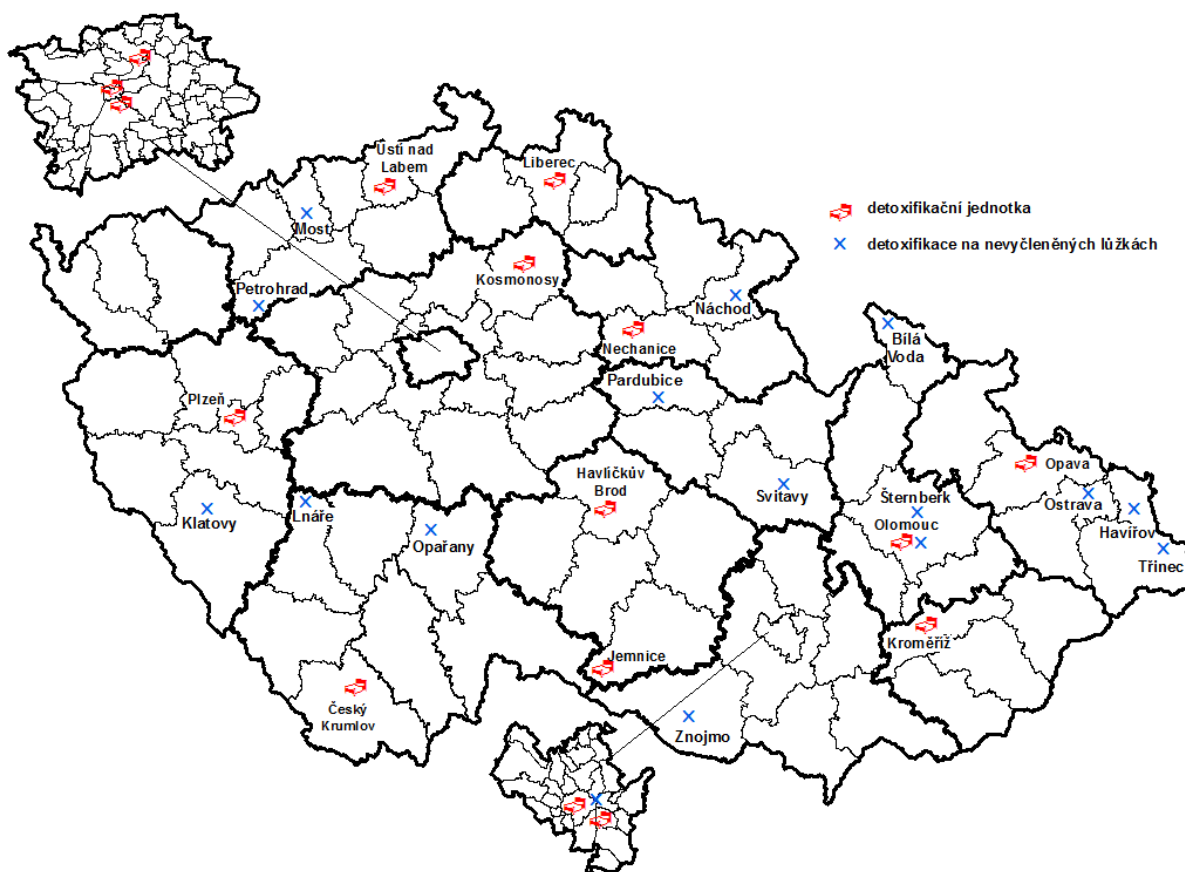 Ústí nad
Labem
Liberec
detoxifikační jednotka
Most
detoxifikace na nevyčleněných lůžkách
Kosmonosy
Petrohrad
Náchod
Nechanice
Bílá
Voda
Pardubice
Plzeň
Havlíčkův
Brod
Opava
Svitavy
Šternberk
Ostrava
Lnáře
Klatovy
Olomouc
Havířov
Opařany
Třinec
Kroměříž
Jemnice
Český
Krumlov
Znojmo